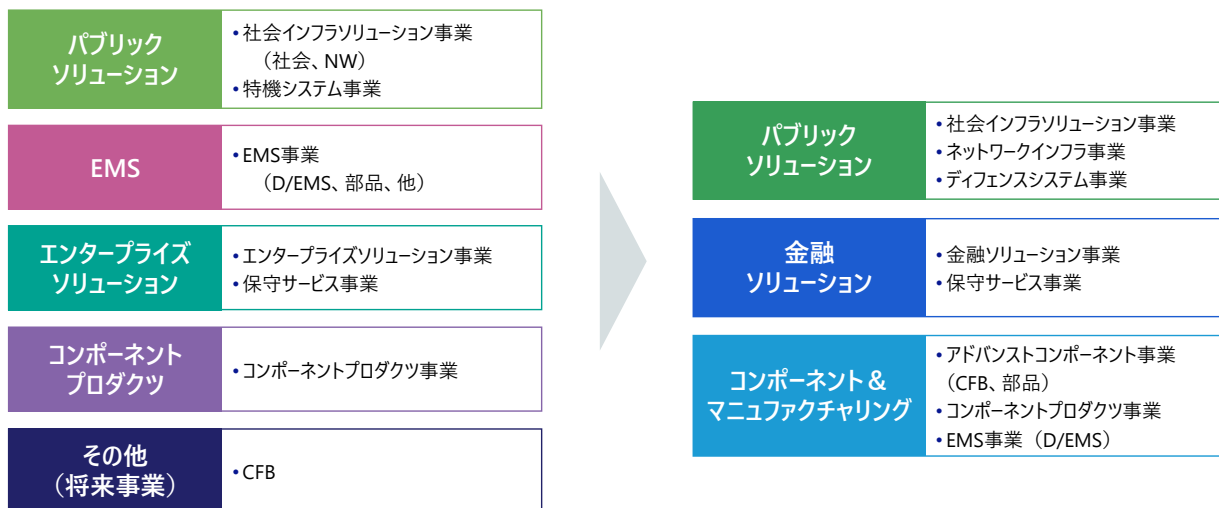 パブリック
ソリューション
•社会インフラソリューション事業
（社会、NW）
•特機システム事業
EMS
•EMS事業
（D/EMS、部品、他）
エンタープライズ
ソリューション
•エンタープライズソリューション事業
•保守サービス事業
コンポーネント
プロダクツ
•コンポーネントプロダクツ事業
その他
（将来事業）
•CFB
パブリック
ソリューション
•社会インフラソリューション事業
•ネットワークインフラ事業
•ディフェンスシステム事業
金融
ソリューション
•金融ソリューション事業
•保守サービス事業
コンポーネント＆
マニュファクチャリング
•アドバンストコンポーネント事業
（CFB、部品）
•コンポーネントプロダクツ事業
•EMS事業（D/EMS）